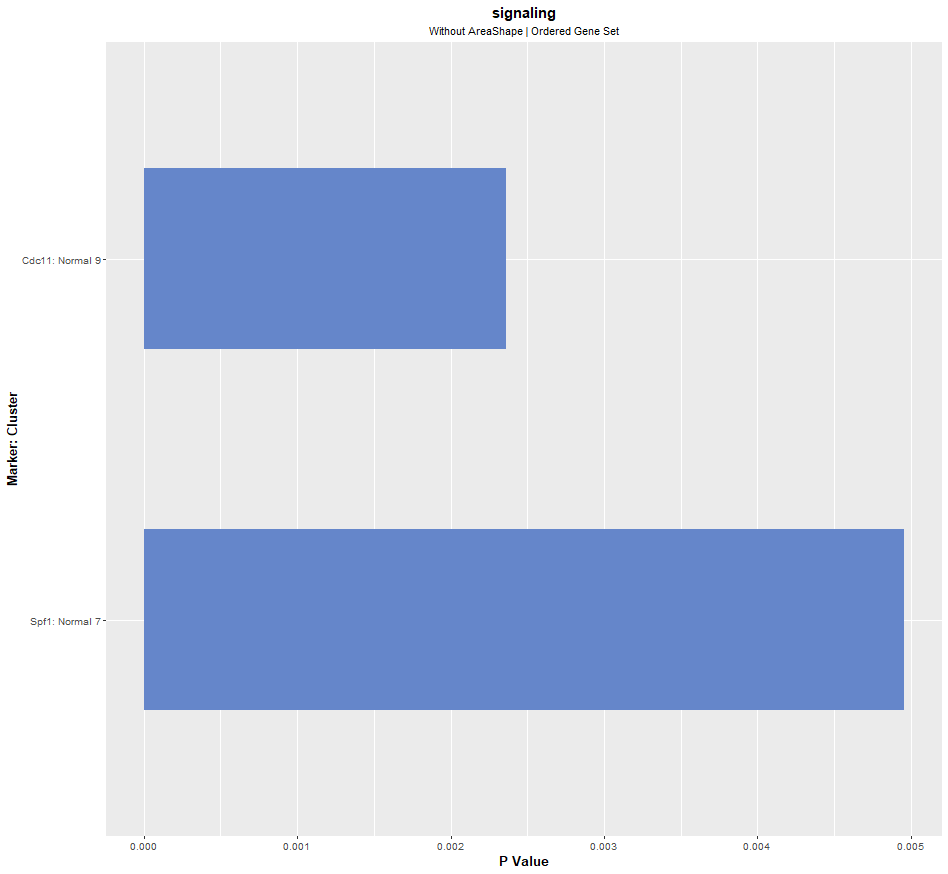 signaling
Without AreaShape | Ordered Gene Set
Marker: Cluster
Cdc11: Normal 9
Spf1: Normal 7
0.000 0.001 0.002 0.003 0.004 0.005
P Value